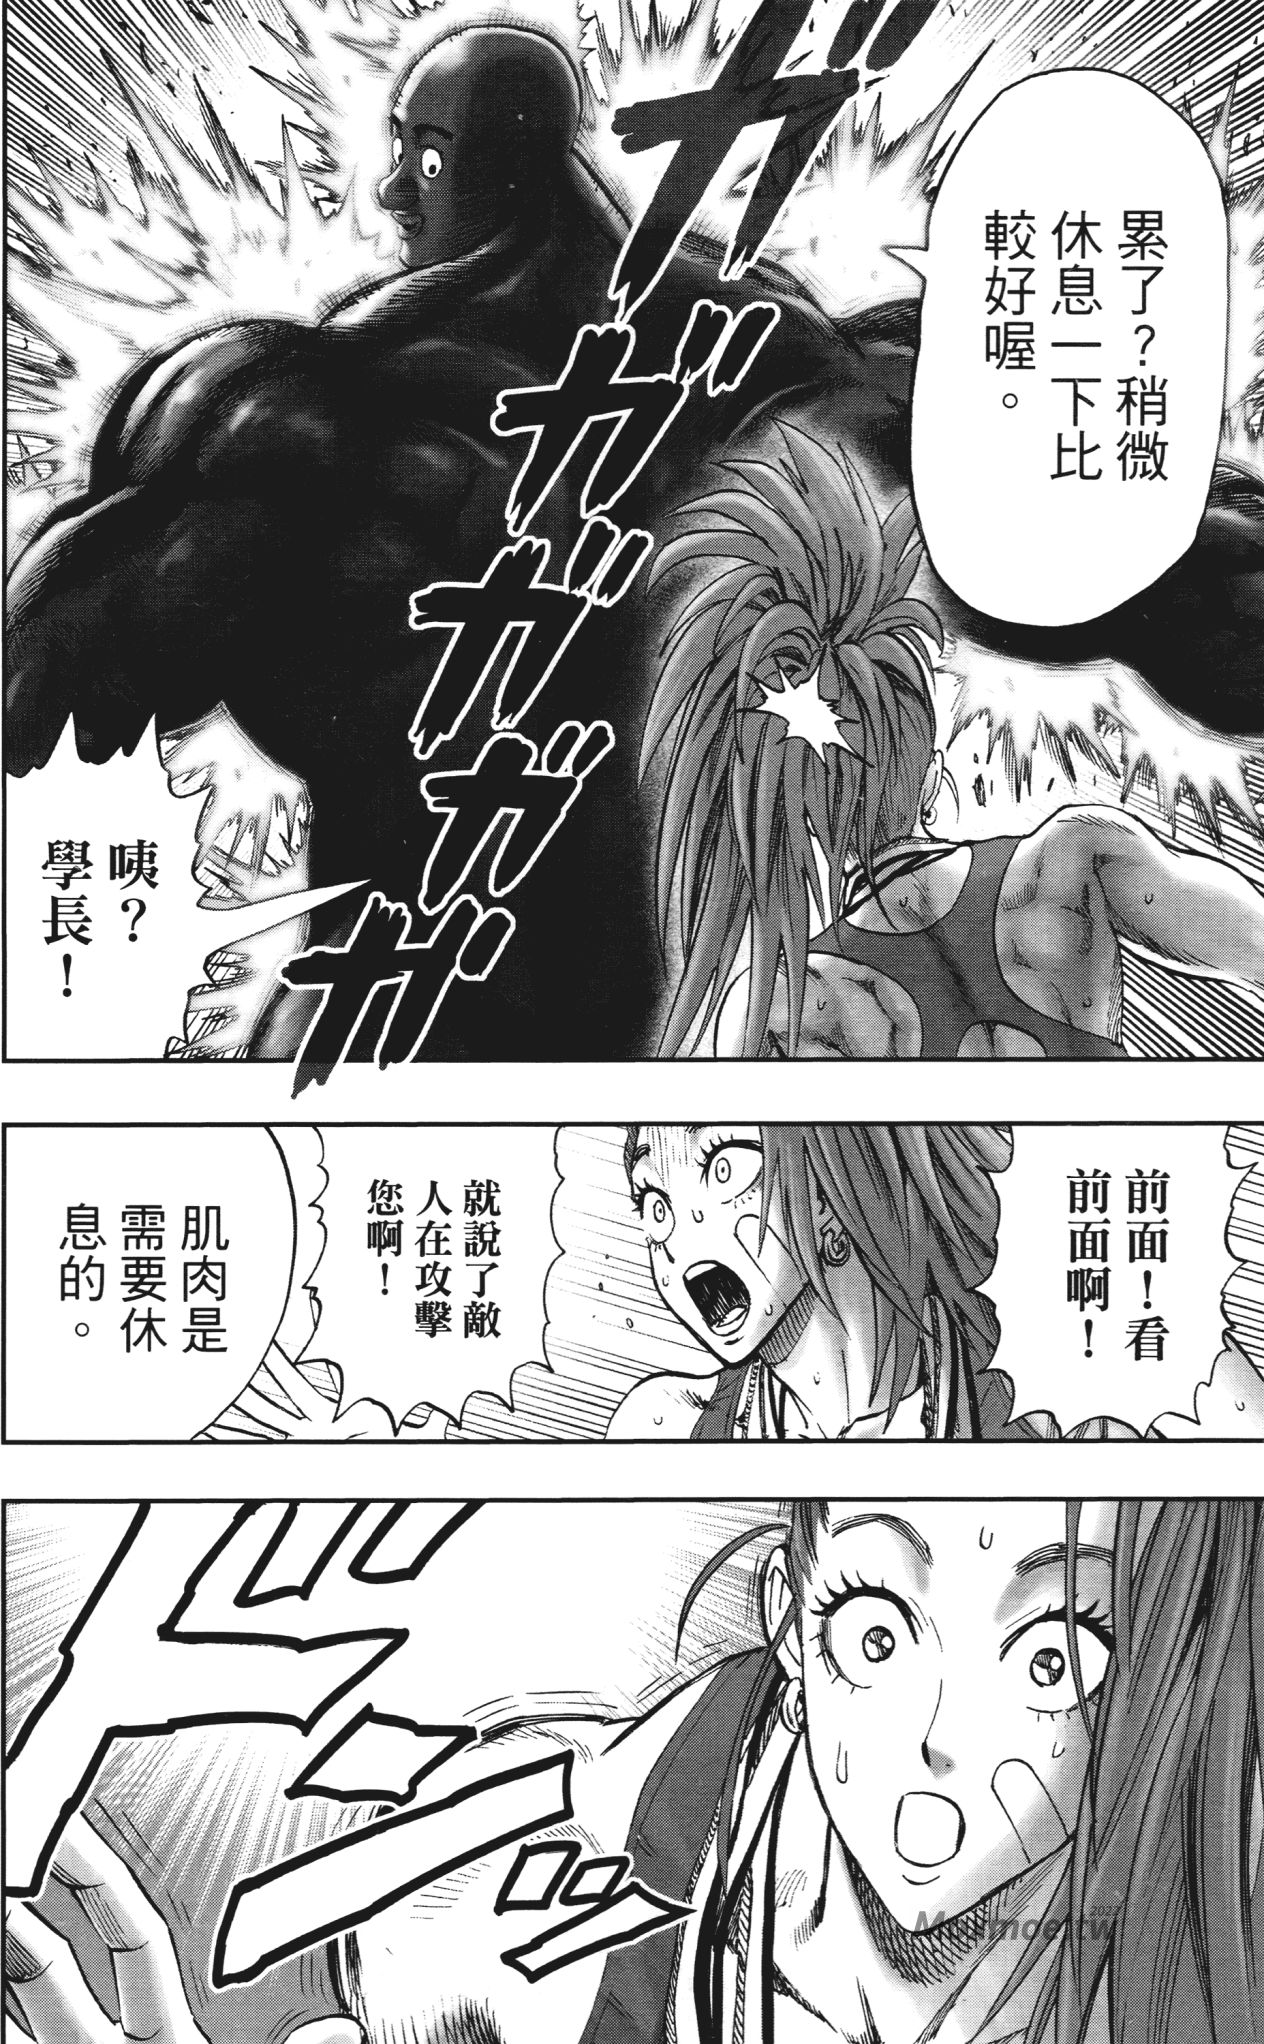 累了？稍微
休息一下比
較好喔。
ガガガガ
咦？
學長！
前面！看
前面啊！
就說了敵
人在攻擊
您啊！
肌肉是
需要休
息的。
ドッ
2022